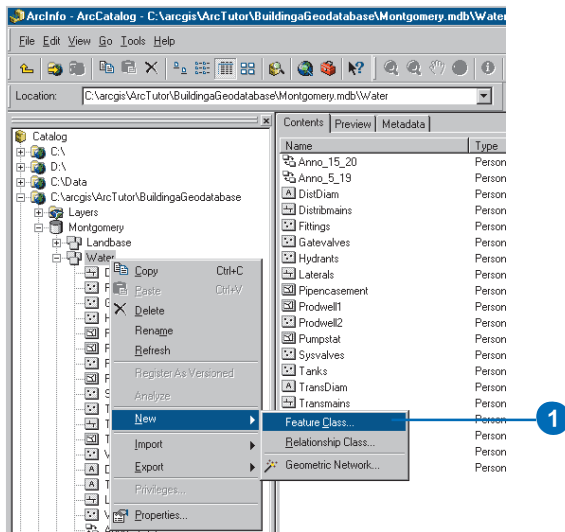 ArcInfo - ArcCatalog - C:\arcgis\ArcTutor\BuildingaGeodatabase\Montgomery.mdb\Water
File Edit View Go Tools Help
Location: C:\arcgis\ArcTutor\BuildingaGeodatabase\Montgomery.mdb\Water
Contents Preview Metadata
Catalog
C:\
D:\
C:\Data
C:\arcgis\ArcTutor\BuildingaGeodatabase
Layers
Montgomery
Landbase
Water
Copy Ctrl+C
Paste Ctrl+V
Delete
Rename
Refresh
Register As Versioned
Analyze
New
Import
Export
Privileges...
Properties...
Feature Class...
Relationship Class...
Geometric Network...
1
Name Type
Anno_15_20 Person
Anno_5_19 Person
DistDiam Person
Distribmains Person
Fittings Person
Gatevalves Person
Hydrants Person
Laterals Person
Pipencasement Person
Prodwell1 Person
Prodwell2 Person
Pumpstat Person
Sysvalves Person
Tanks Person
TransDiam Person
Transmains Person
Person
Person
Person
Person